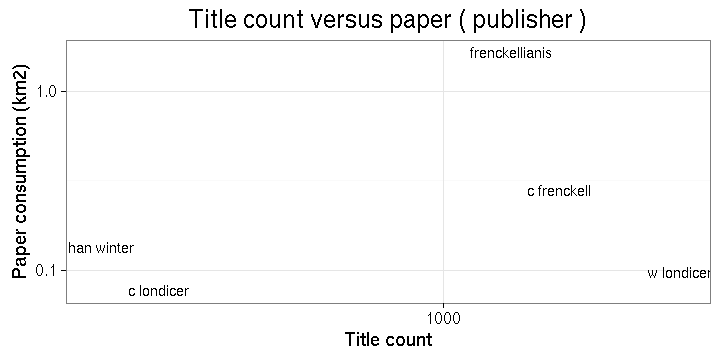 Title count versus paper ( publisher )
frenckellianis
1.0
Paper consumption (km2)
c frenckell
han winter
w londicer
0.1
c londicer
1000
Title count